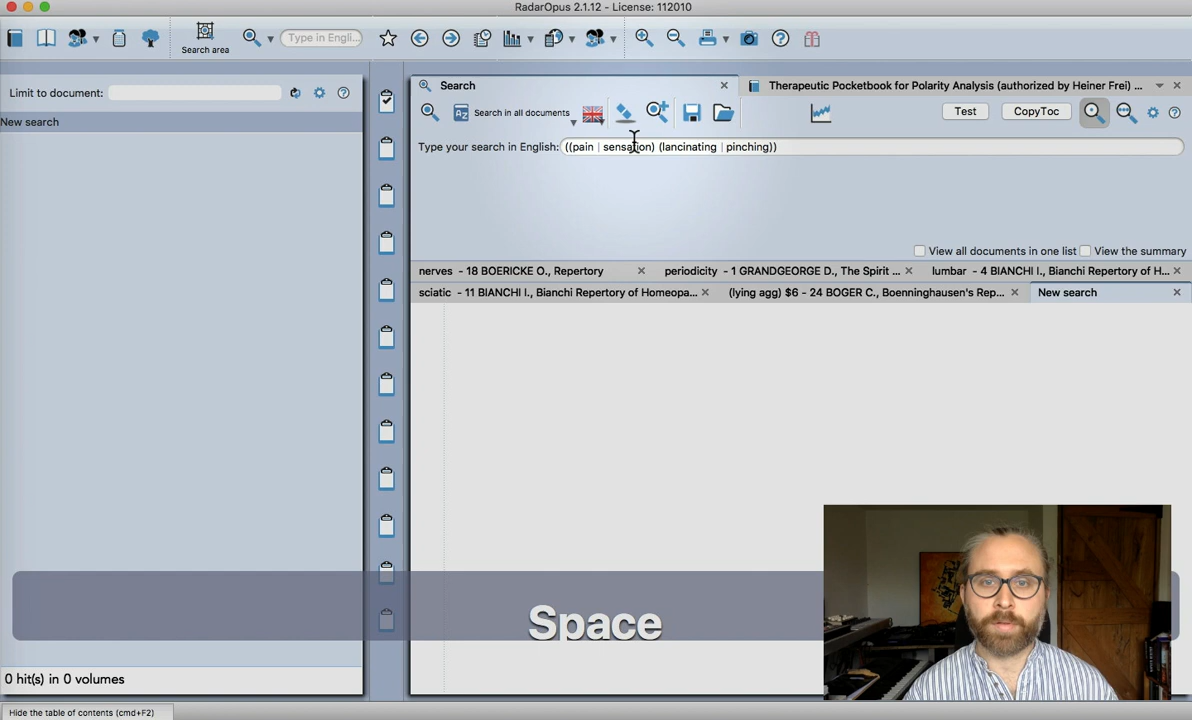 RadarOpus 2.1.12 - License: 112010
Search area
Type in Engli...
Limit to document:
New search
Search
Therapeutic Pocketbook for Polarity Analysis (authorized by Heiner Frei) ...
Search in all documents
Test
CopyToc
Type your search in English: ((pain | sensation) (lancinating | pinching))
View all documents in one list
View the summary
nerves - 18 BOERICKE O., Repertory
periodicity - 1 GRANDGEORGE D., The Spirit ...
lumbar - 4 BIANCHI I., Bianchi Repertory of H...
sciatic - 11 BIANCHI I., Bianchi Repertory of Homeopa...
(lying agg) $6 - 24 BOGER C., Boenninghausen's Rep...
New search
Space
0 hit(s) in 0 volumes
Hide the table of contents (cmd+F2)